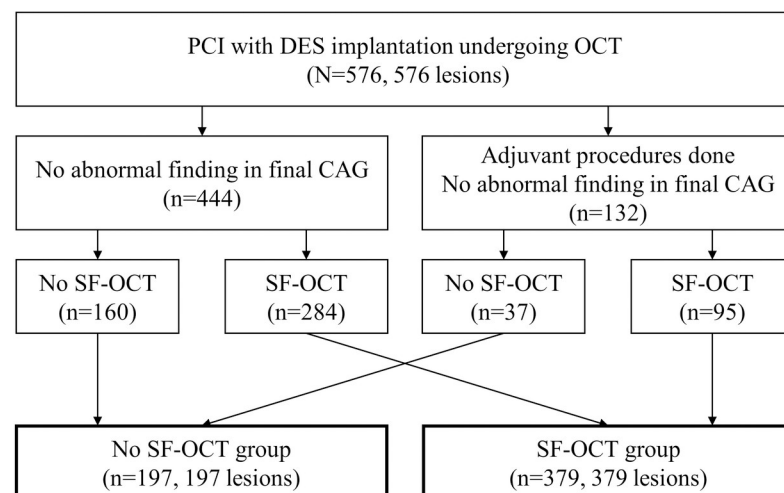 PCI with DES implantation undergoing OCT
(N=576, 576 lesions)
No abnormal finding in final CAG
(n=444)
Adjuvant procedures done
No abnormal finding in final CAG
(n=132)
No SF-OCT
(n=160)
SF-OCT
(n=284)
No SF-OCT
(n=37)
SF-OCT
(n=95)
No SF-OCT group
(n=197, 197 lesions)
SF-OCT group
(n=379, 379 lesions)